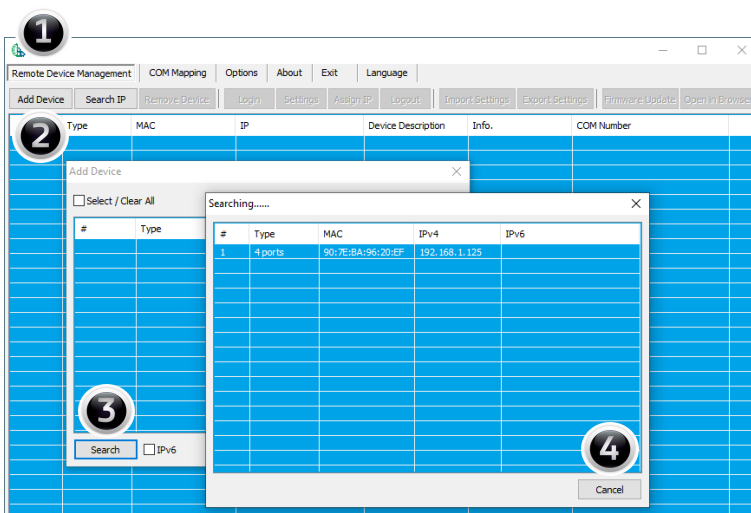 1
Remote Device Management COM Mapping Options About Exit Language
Add Device Search IP Remove Device Login Settings Assign IP Logout Import Settings Export Settings Firmware Update Open in Browser
2 Type MAC IP Device Description Info. COM Number
Add Device
Select / Clear All
# Type
Searching......
# Type MAC IPv4 IPv6
1 4 ports 90:7E:BA:96:20:EF 192.168.1.125
3
Search IPv6
4
Cancel